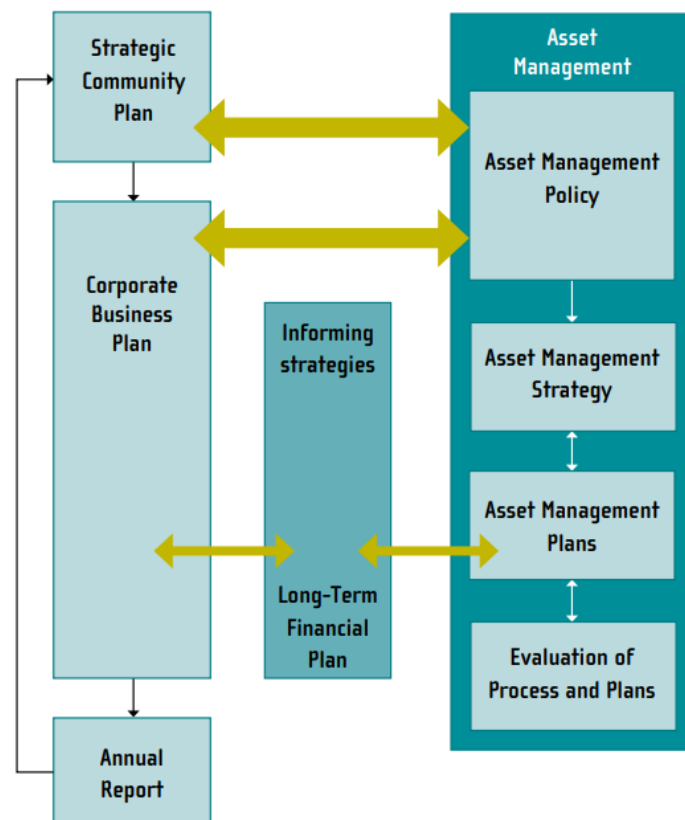 Strategic
Community
Plan
Corporate
Business
Plan
Annual
Report
Informing
strategies
Long-Term
Financial
Plan
Asset
Management
Asset Management
Policy
Asset Management
Strategy
Asset Management
Plans
Evaluation of
Process and Plans